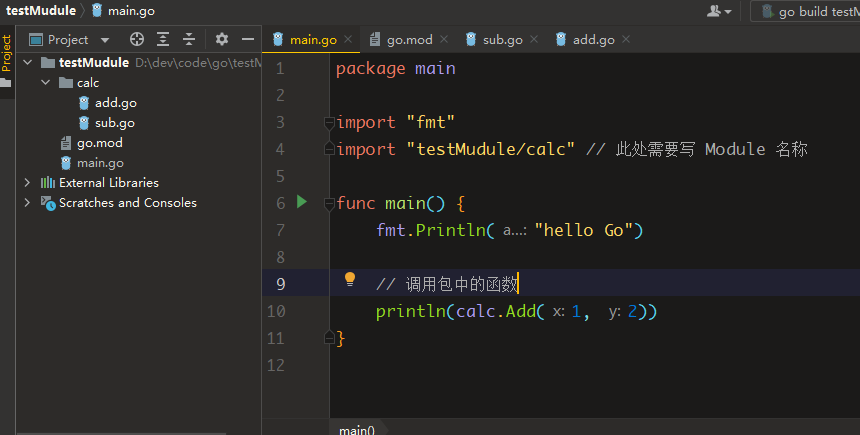 testMudule main.go go build testM
Project
Project
main.go go.mod sub.go add.go
testMudule D:\dev\code\go\testM
calc
add.go
sub.go
go.mod
main.go
External Libraries
Scratches and Consoles
1 package main
2
3 import "fmt"
4 import "testMudule/calc" // 此处需要写 Module 名称
5
6 func main() {
7 fmt.Println( a...: "hello Go")
8
9 // 调用包中的函数
10 println(calc.Add( x: 1, y: 2))
11 }
12
main()